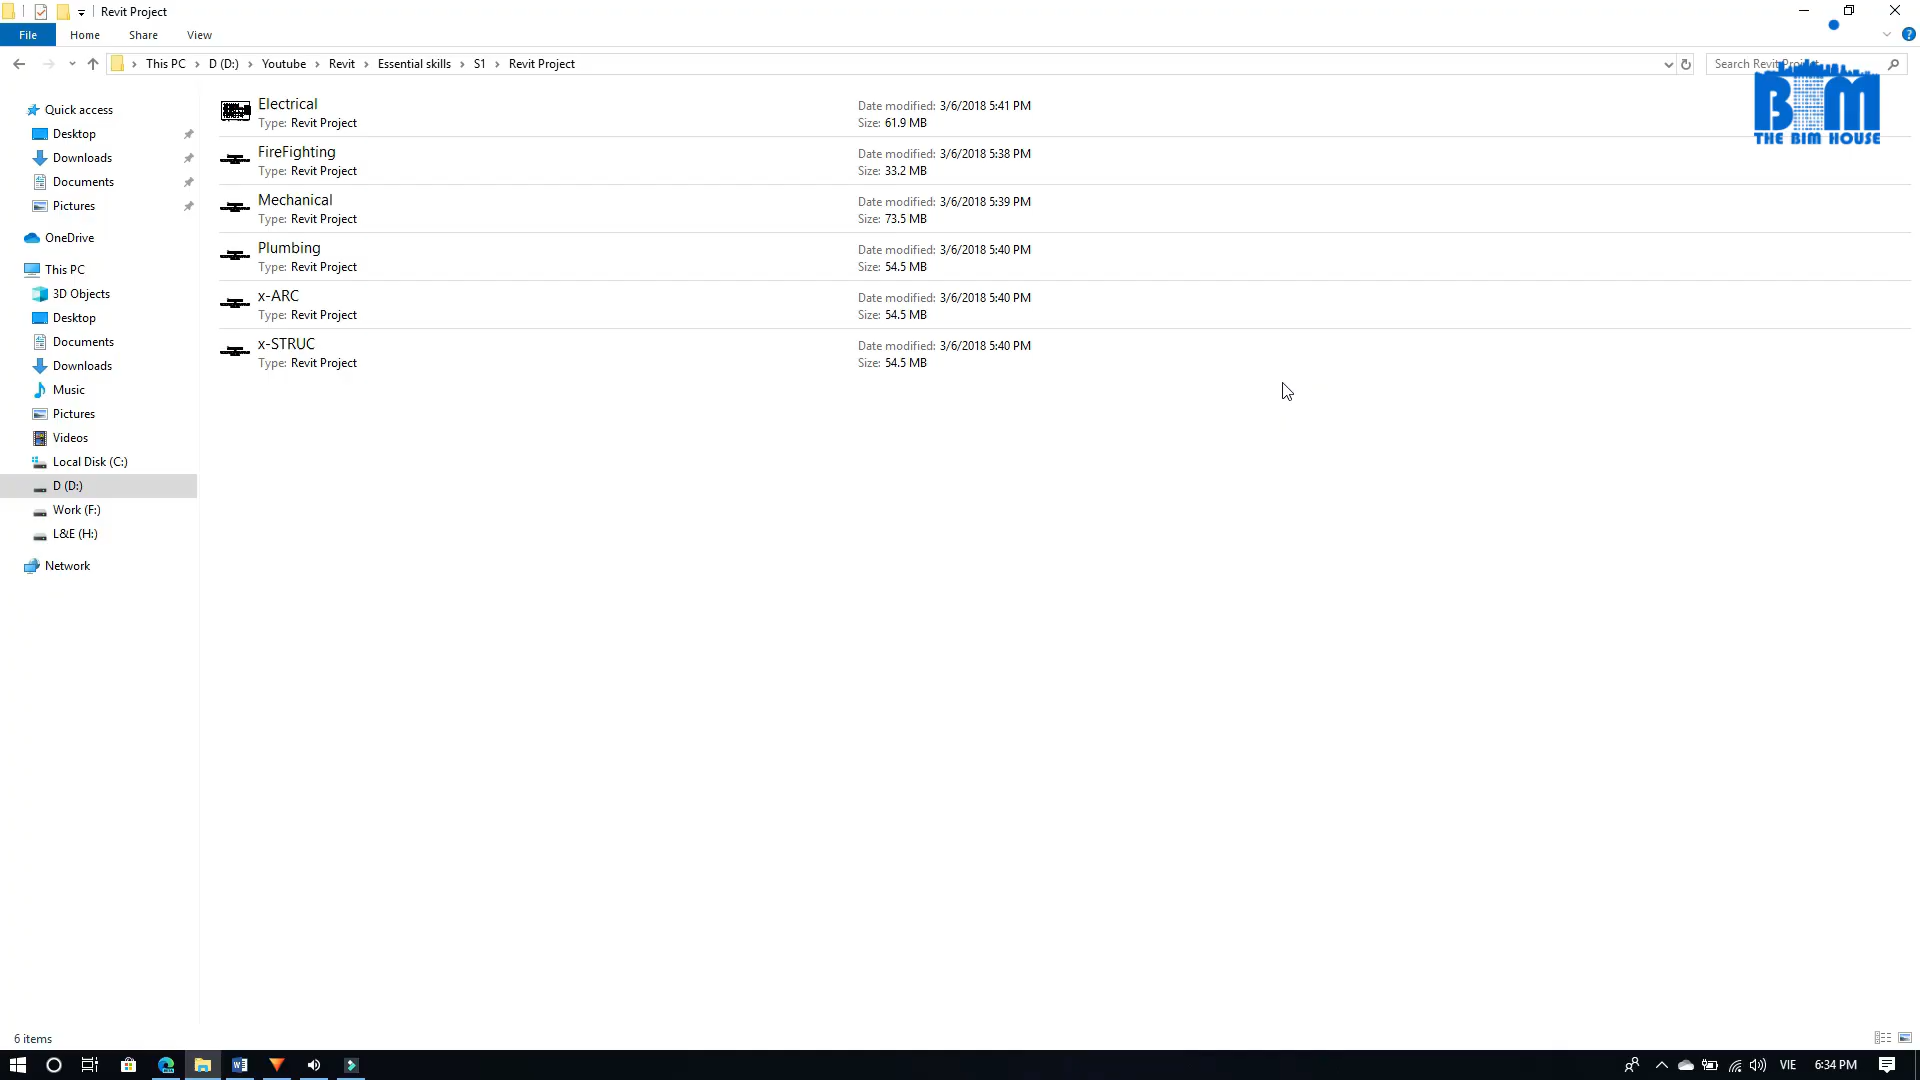 Revit Project
File Home Share View
This PC D (D:) Youtube Revit Essential skills S1 Revit Project
Search Revit Project
BIM
THE BIM HOUSE
Quick access
Desktop
Downloads
Documents
Pictures
OneDrive
This PC
3D Objects
Desktop
Documents
Downloads
Music
Pictures
Videos
Local Disk (C:)
D (D:)
Work (F:)
L&E (H:)
Network
Electrical Date modified: 3/6/2018 5:41 PM
Type: Revit Project Size: 61.9 MB
FireFighting Date modified: 3/6/2018 5:38 PM
Type: Revit Project Size: 33.2 MB
Mechanical Date modified: 3/6/2018 5:39 PM
Type: Revit Project Size: 73.5 MB
Plumbing Date modified: 3/6/2018 5:40 PM
Type: Revit Project Size: 54.5 MB
x-ARC Date modified: 3/6/2018 5:40 PM
Type: Revit Project Size: 54.5 MB
x-STRUC Date modified: 3/6/2018 5:40 PM
Type: Revit Project Size: 54.5 MB
6 items
VIE 6:34 PM